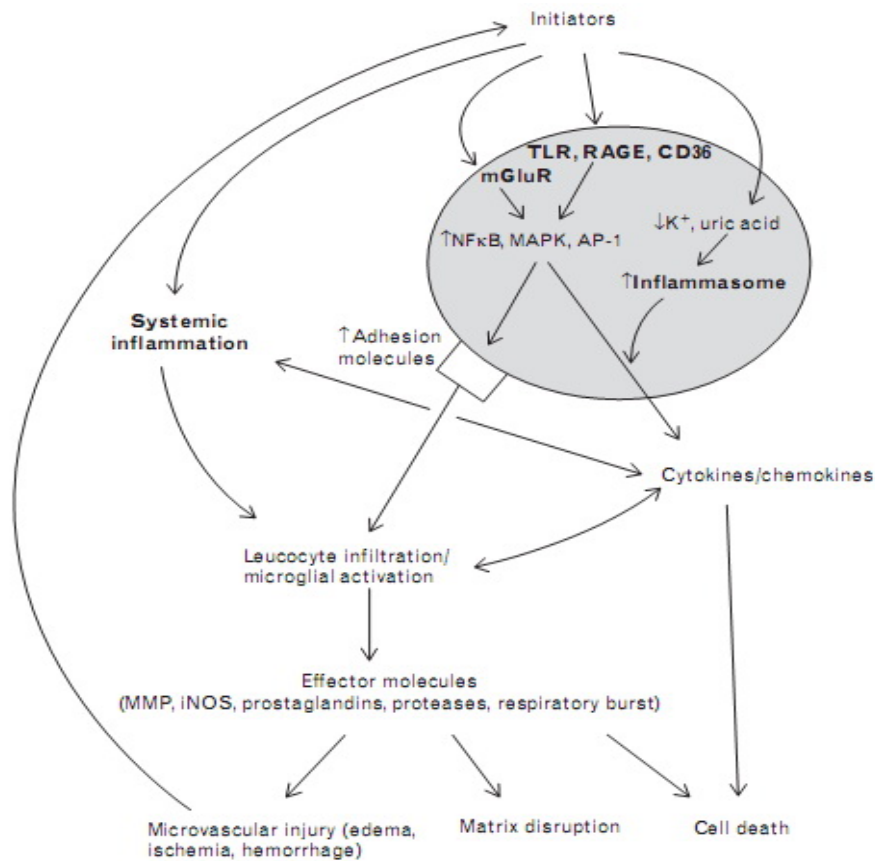 Initiators
TLR, RAGE, CD36
mGluR
↓K⁺, uric acid
↑NFκB, MAPK, AP-1
↑Inflammasome
Systemic
inflammation
↑Adhesion
molecules
Cytokines/chemokines
Leucocyte infiltration/
microglial activation
Effector molecules
(MMP, iNOS, prostaglandins, proteases, respiratory burst)
Microvascular injury (edema,
ischemia, hemorrhage)
Matrix disruption
Cell death